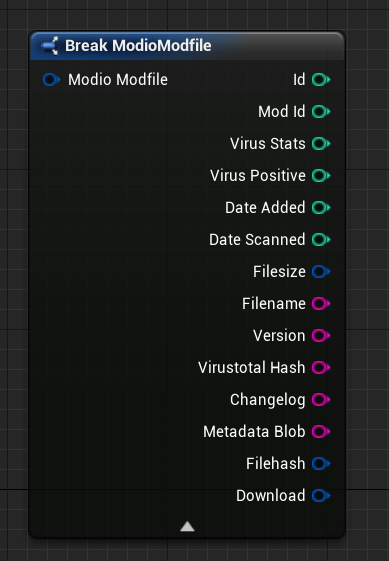 Break ModioModfile
Modio Modfile Id
Mod Id
Virus Stats
Virus Positive
Date Added
Date Scanned
Filesize
Filename
Version
Virustotal Hash
Changelog
Metadata Blob
Filehash
Download